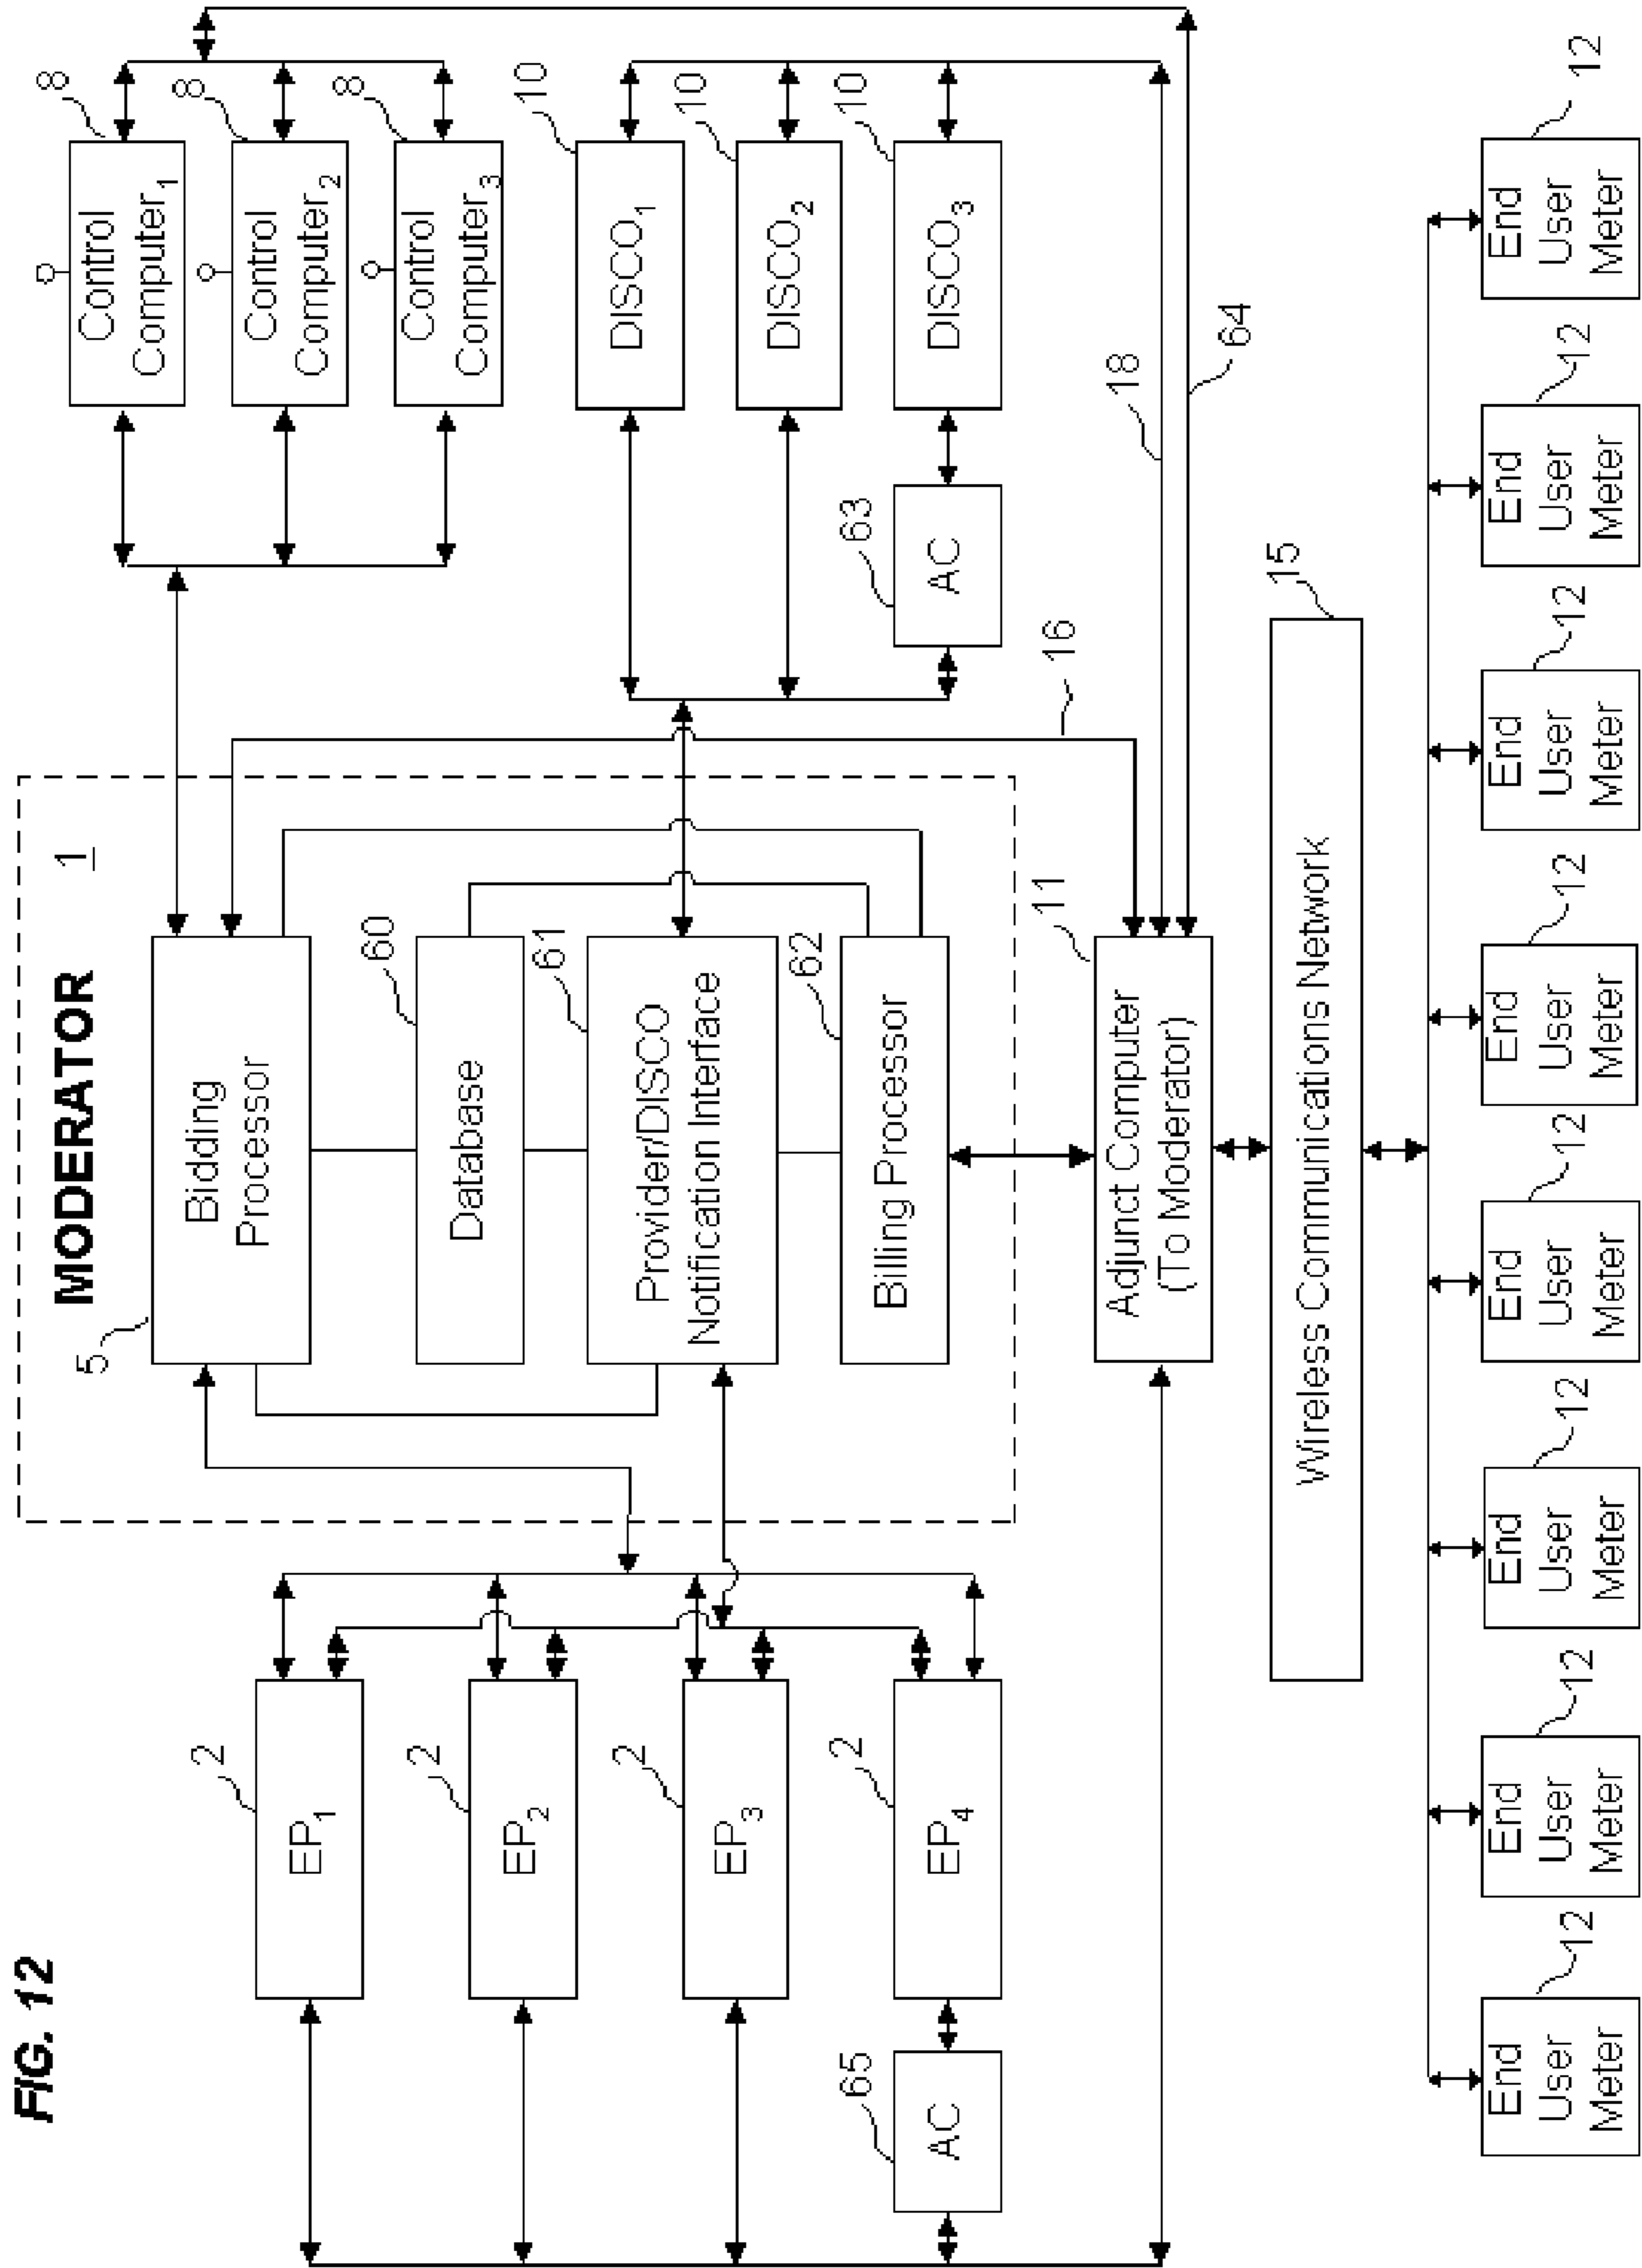 FIG. 12
MODERATOR
1
5
Bidding
Processor
60
Database
61
Provider/DISCO
Notification Interface
62
Billing Processor
2
EP1
2
EP2
2
EP3
2
EP4
65
AC
8
Control
Computer1
8
Control
Computer2
8
Control
Computer3
10
DISCO1
10
DISCO2
10
DISCO3
63
AC
16
18
64
11
Adjunct Computer
(To Moderator)
15
Wireless Communications Network
12
End
User
Meter
12
End
User
Meter
12
End
User
Meter
12
End
User
Meter
12
End
User
Meter
12
End
User
Meter
12
End
User
Meter
12
End
User
Meter